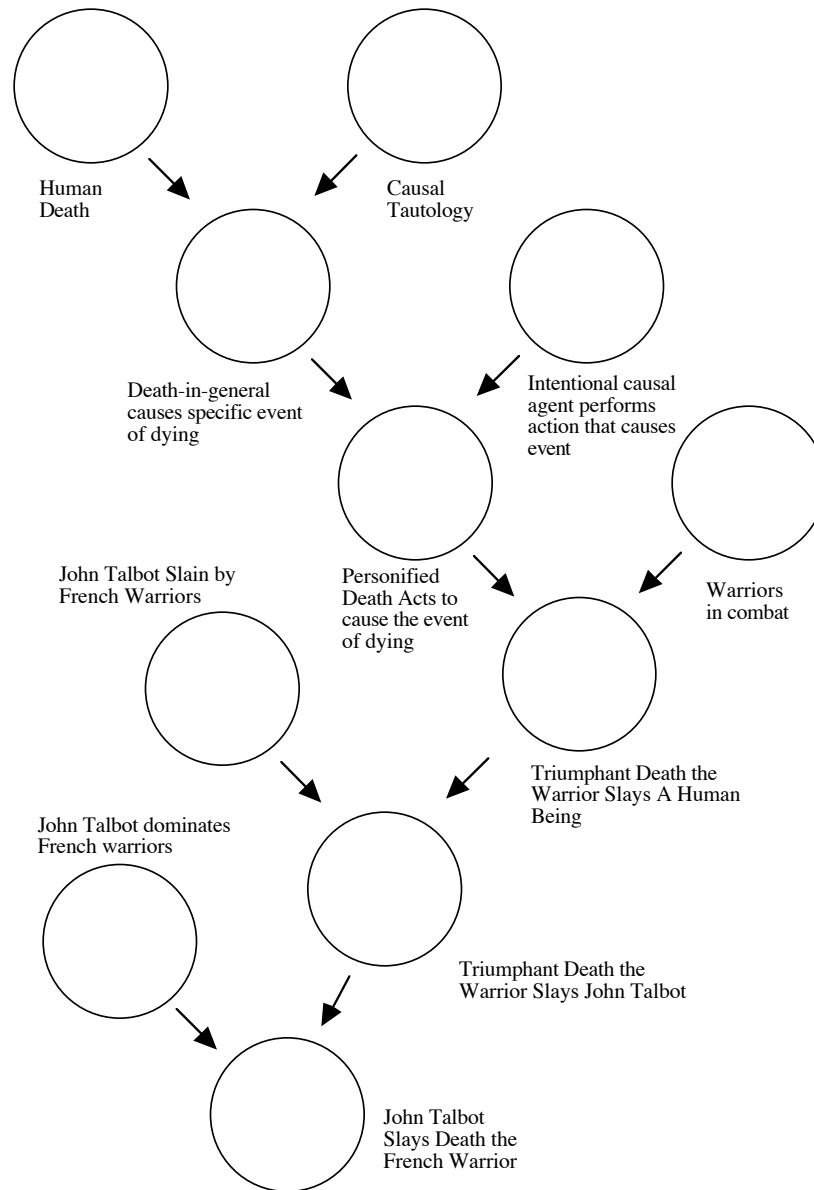 Human
Death
Causal
Tautology
Death-in-general
causes specific event
of dying
Intentional causal
agent performs
action that causes
event
John Talbot Slain by
French Warriors
Personified
Death Acts to
cause the event
of dying
Warriors
in combat
Triumphant Death the
Warrior Slays A Human
Being
John Talbot dominates
French warriors
Triumphant Death the
Warrior Slays John Talbot
John Talbot
Slays Death the
French Warrior